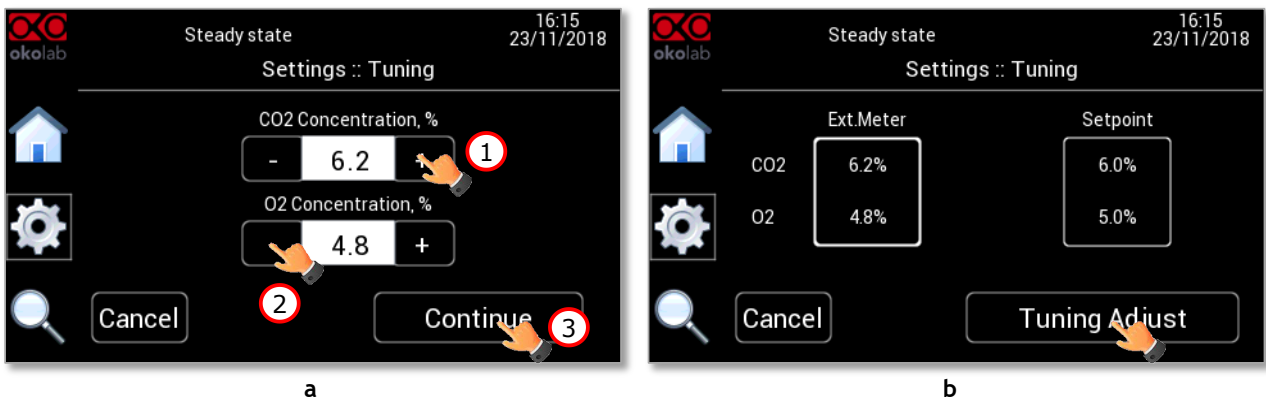 okolab
Steady state
16:15
23/11/2018
Settings :: Tuning
CO2 Concentration, %
- 6.2 +
1
O2 Concentration, %
4.8 +
2
Cancel
Continue
3
a
okolab
Steady state
16:15
23/11/2018
Settings :: Tuning
Ext.Meter Setpoint
CO2 6.2% 6.0%
O2 4.8% 5.0%
Cancel
Tuning Adjust
b